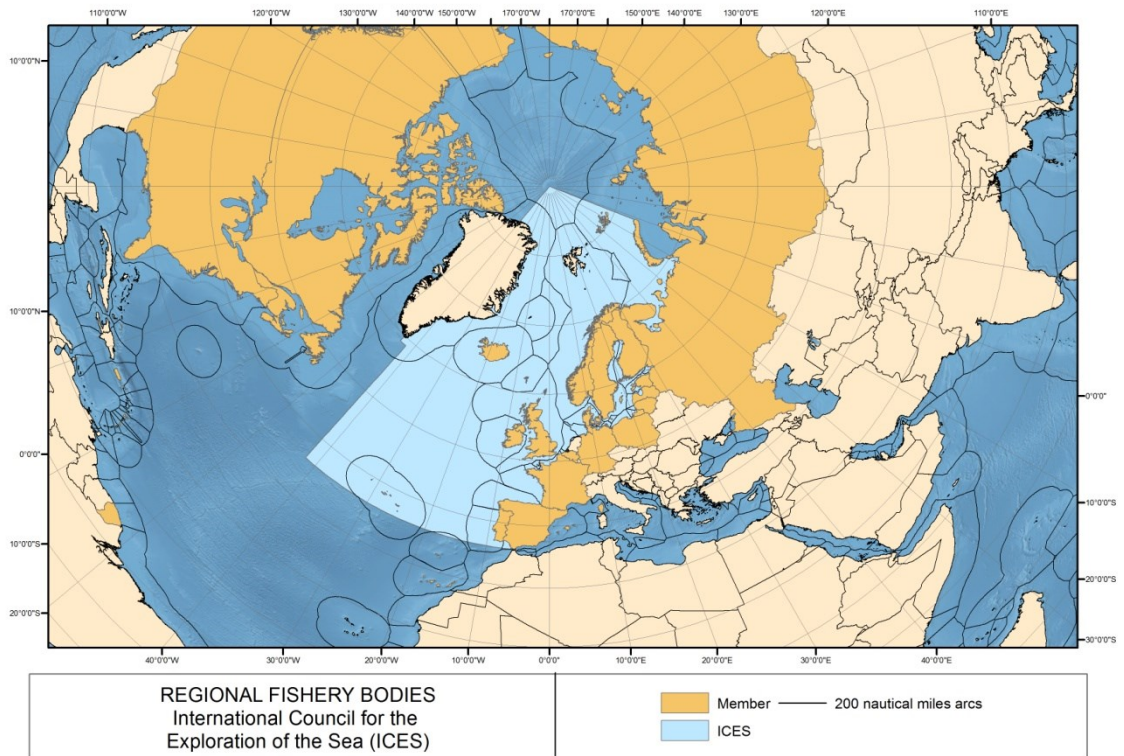 110°0'0"W 120°0'0"W 130°0'0"W 140°0'0"W 150°0'0"W 170°0'0"W 170°0'0"E 150°0'0"E 140°0'0"E 130°0'0"E 120°0'0"E 110°0'0"E
10°0'0"N
10°0'0"N
0°0'0"
0°0'0"
10°0'0"S
10°0'0"S
20°0'0"S
20°0'0"S
30°0'0"S
40°0'0"W 30°0'0"W 20°0'0"W 10°0'0"W 0°0'0" 10°0'0"E 20°0'0"E 30°0'0"E 40°0'0"E
REGIONAL FISHERY BODIES
International Council for the
Exploration of the Sea (ICES)
Member 200 nautical miles arcs
ICES